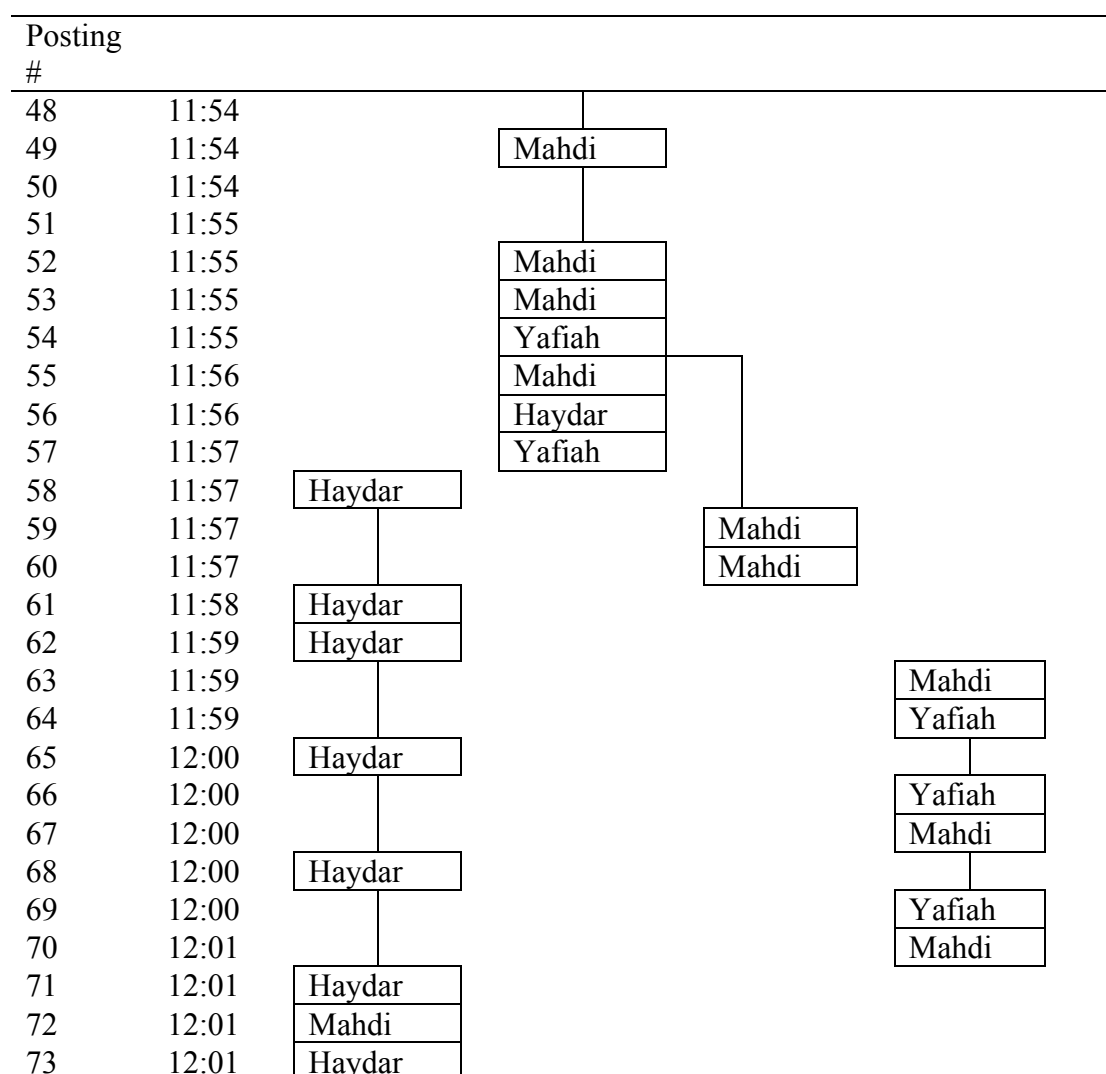 Posting
#
48 11:54
49 11:54 Mahdi
50 11:54
51 11:55
52 11:55 Mahdi
53 11:55 Mahdi
54 11:55 Yafiah
55 11:56 Mahdi
56 11:56 Haydar
57 11:57 Yafiah
58 11:57 Haydar
59 11:57 Mahdi
60 11:57 Mahdi
61 11:58 Haydar
62 11:59 Haydar
63 11:59 Mahdi
64 11:59 Yafiah
65 12:00 Haydar
66 12:00 Yafiah
67 12:00 Mahdi
68 12:00 Haydar
69 12:00 Yafiah
70 12:01 Mahdi
71 12:01 Haydar
72 12:01 Mahdi
73 12:01 Haydar